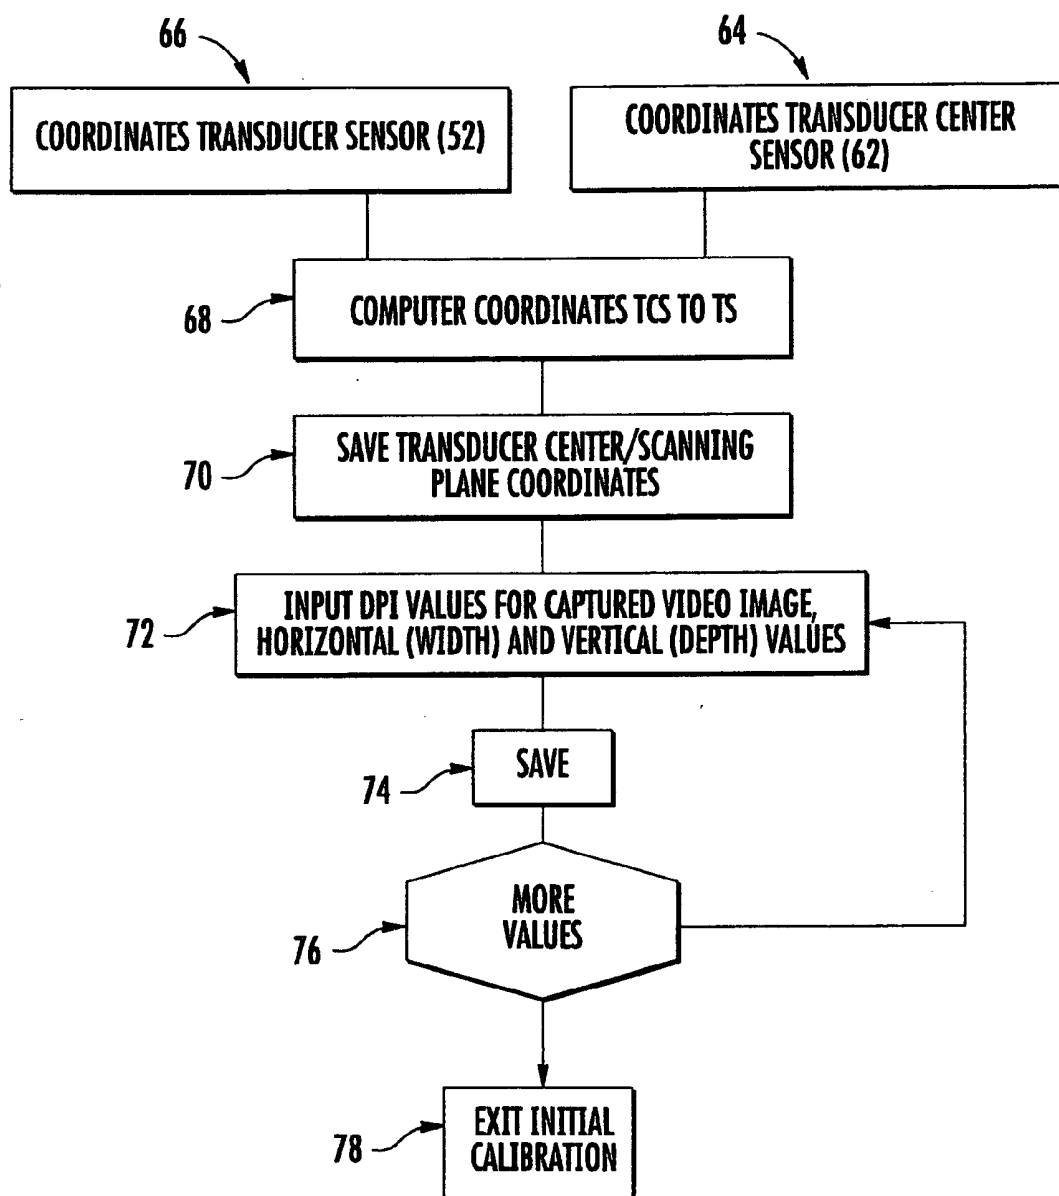 66
64
COORDINATES TRANSDUCER SENSOR (52)
COORDINATES TRANSDUCER CENTER
SENSOR (62)
68
COMPUTER COORDINATES TCS TO TS
70
SAVE TRANSDUCER CENTER/SCANNING
PLANE COORDINATES
72
INPUT DPI VALUES FOR CAPTURED VIDEO IMAGE,
HORIZONTAL (WIDTH) AND VERTICAL (DEPTH) VALUES
74
SAVE
76
MORE
VALUES
78
EXIT INITIAL
CALIBRATION